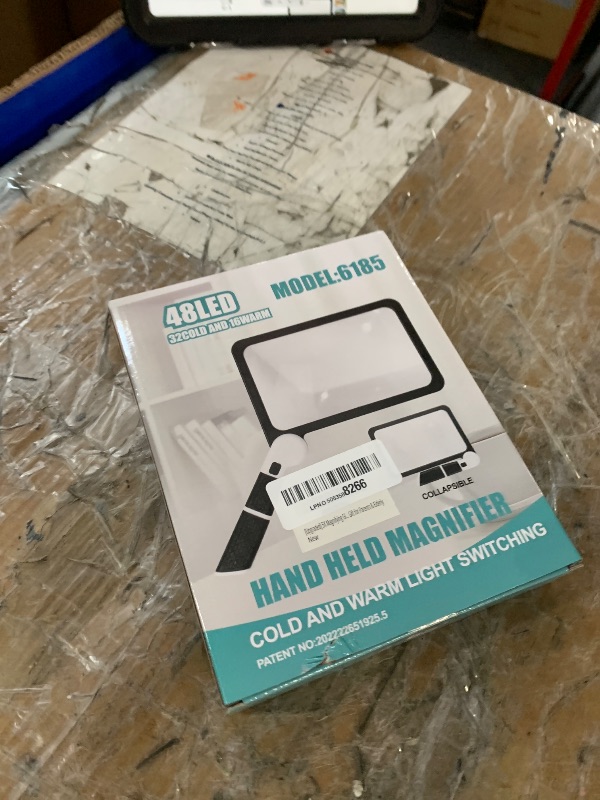 48LED
32COLD AND 16WARM
MODEL:6185
8266
New
COLLAPSIBLE
HAND HELD MAGNIFIER
COLD AND WARM LIGHT SWITCHING
PATENT NO:202222651925.5